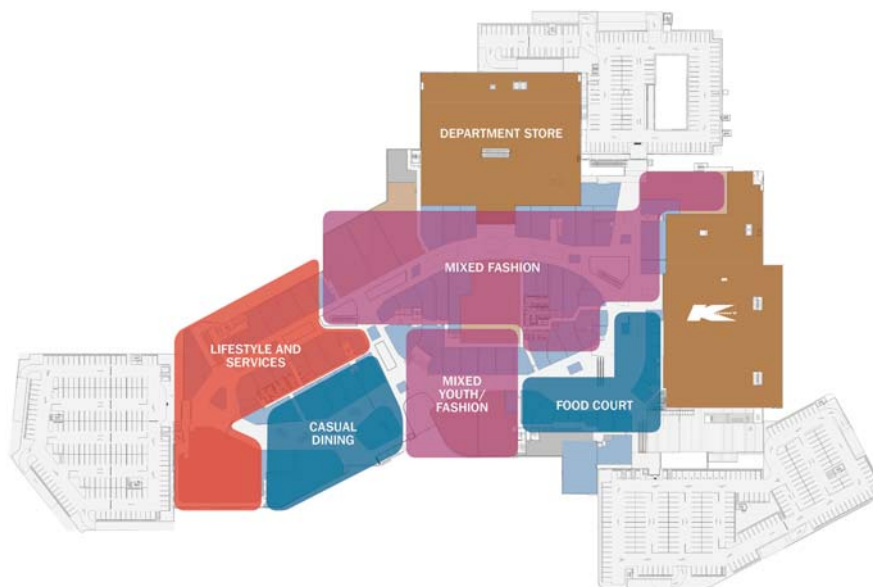 DEPARTMENT STORE
MIXED FASHION
LIFESTYLE AND
SERVICES
MIXED
YOUTH/
FASHION
CASUAL
DINING
FOOD COURT